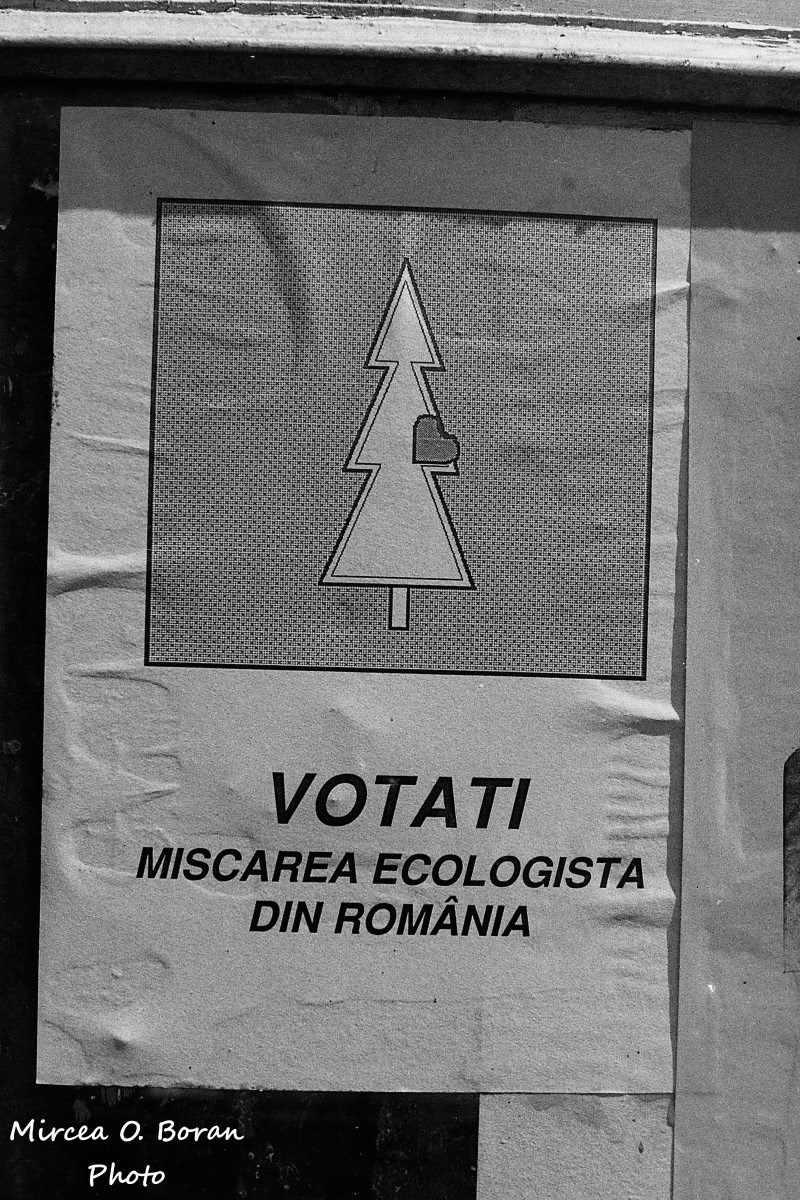 VOTATI
MISCAREA ECOLOGISTA
DIN ROMÂNIA
Mircea O. Boran
Photo